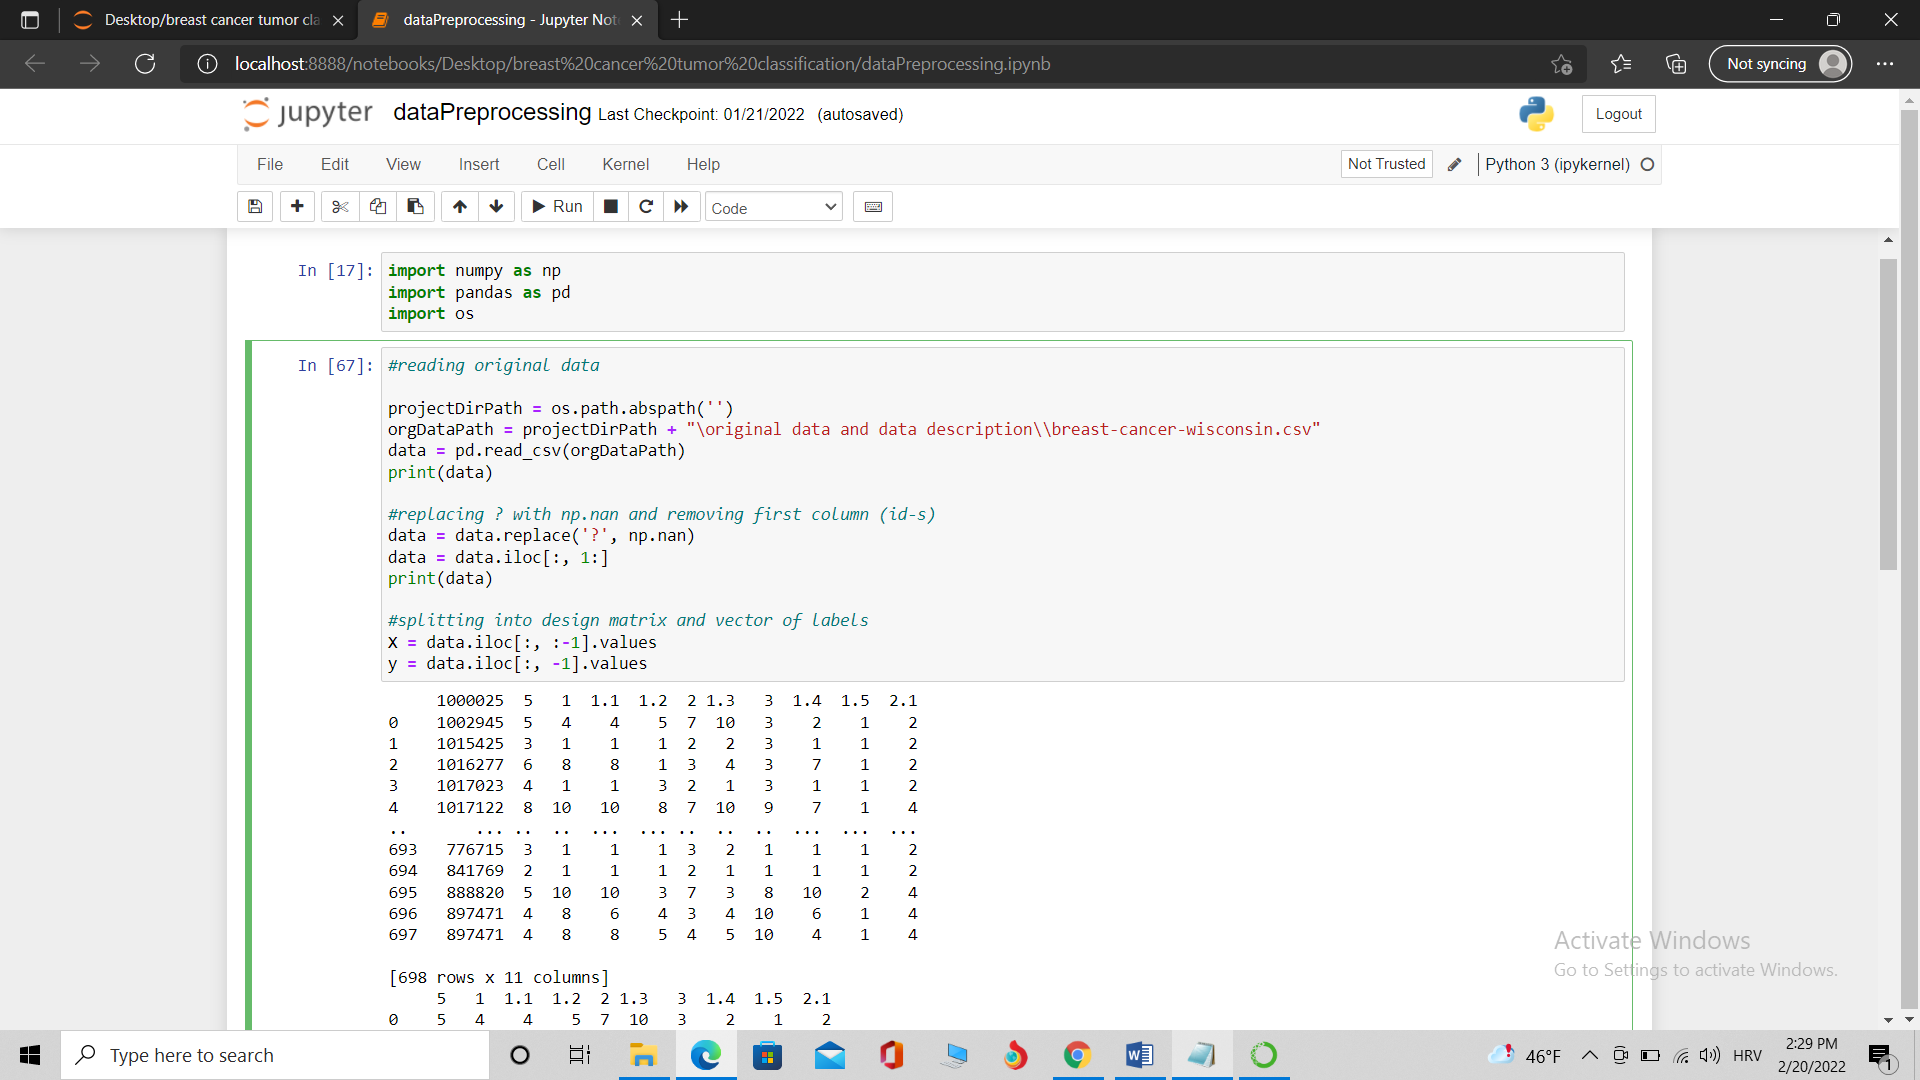 Desktop/breast cancer tumor cla
dataPreprocessing - Jupyter Not
localhost:8888/notebooks/Desktop/breast%20cancer%20tumor%20classification/dataPreprocessing.ipynb
Not syncing
jupyter dataPreprocessing Last Checkpoint: 01/21/2022 (autosaved)
Logout
File Edit View Insert Cell Kernel Help
Not Trusted
Python 3 (ipykernel)
Run
Code
In [17]: import numpy as np
import pandas as pd
import os
In [67]: #reading original data
projectDirPath = os.path.abspath('')
orgDataPath = projectDirPath + "\original data and data description\\breast-cancer-wisconsin.csv"
data = pd.read_csv(orgDataPath)
print(data)
#replacing ? with np.nan and removing first column (id-s)
data = data.replace('?', np.nan)
data = data.iloc[:, 1:]
print(data)
#splitting into design matrix and vector of labels
X = data.iloc[:, :-1].values
y = data.iloc[:, -1].values
1000025 5 1 1.1 1.2 2 1.3 3 1.4 1.5 2.1
0 1002945 5 4 4 5 7 10 3 2 1 2
1 1015425 3 1 1 1 2 2 3 1 1 2
2 1016277 6 8 8 1 3 4 3 7 1 2
3 1017023 4 1 1 3 2 1 3 1 1 2
4 1017122 8 10 10 8 7 10 9 7 1 4
.. ... .. .. ... ... .. .. .. ... ... ...
693 776715 3 1 1 1 3 2 1 1 1 2
694 841769 2 1 1 1 2 1 1 1 1 2
695 888820 5 10 10 3 7 3 8 10 2 4
696 897471 4 8 6 4 3 4 10 6 1 4
697 897471 4 8 8 5 4 5 10 4 1 4
[698 rows x 11 columns]
5 1 1.1 1.2 2 1.3 3 1.4 1.5 2.1
0 5 4 4 5 7 10 3 2 1 2
Activate Windows
Go to Settings to activate Windows.
Type here to search
46°F
HRV
2:29 PM
2/20/2022
1